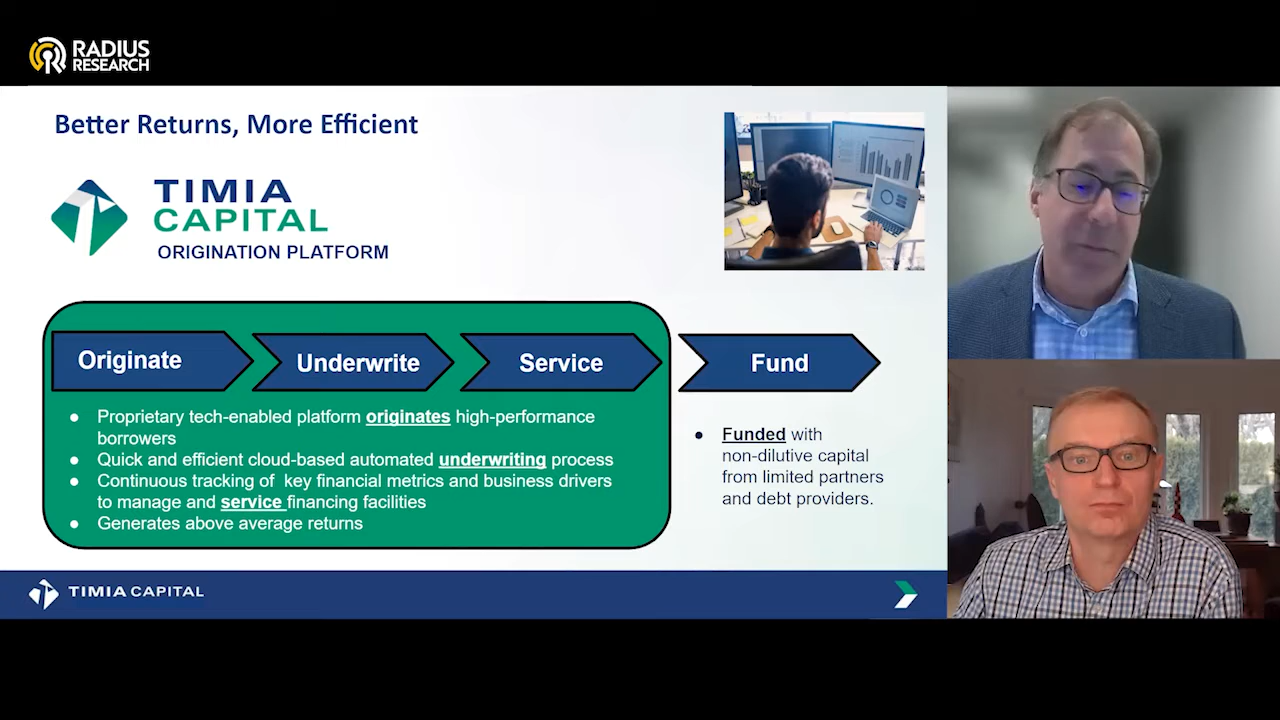 RADIUS
RESEARCH
Better Returns, More Efficient
TIMIA
CAPITAL
ORIGINATION PLATFORM
Originate
Underwrite
Service
Fund
● Proprietary tech-enabled platform originates high-performance
borrowers
● Quick and efficient cloud-based automated underwriting process
● Continuous tracking of key financial metrics and business drivers
to manage and service financing facilities
● Generates above average returns
● Funded with
non-dilutive capital
from limited partners
and debt providers.
TIMIA CAPITAL